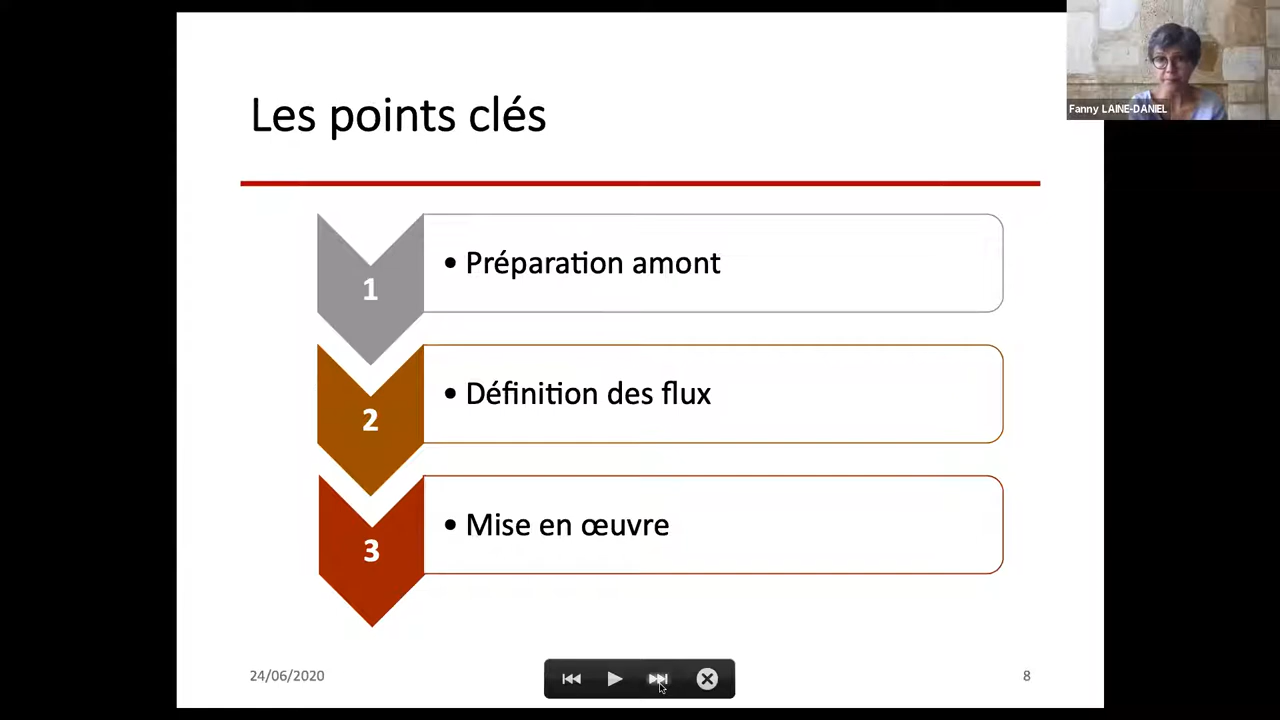 Les points clés
Fanny LAINE-DANIEL
1
• Préparation amont
2
• Définition des flux
3
• Mise en œuvre
24/06/2020
8